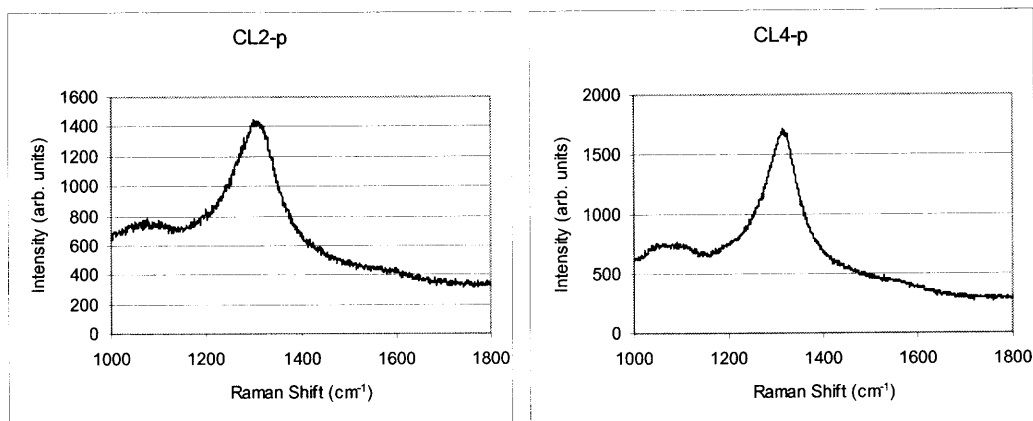 CL2-p
1600
1400
1200
1000
800
600
400
200
0
Intensity (arb. units)
1000 1200 1400 1600 1800
Raman Shift (cm⁻¹)
CL4-p
2000
1500
1000
500
0
Intensity (arb. units)
1000 1200 1400 1600 1800
Raman Shift (cm⁻¹)